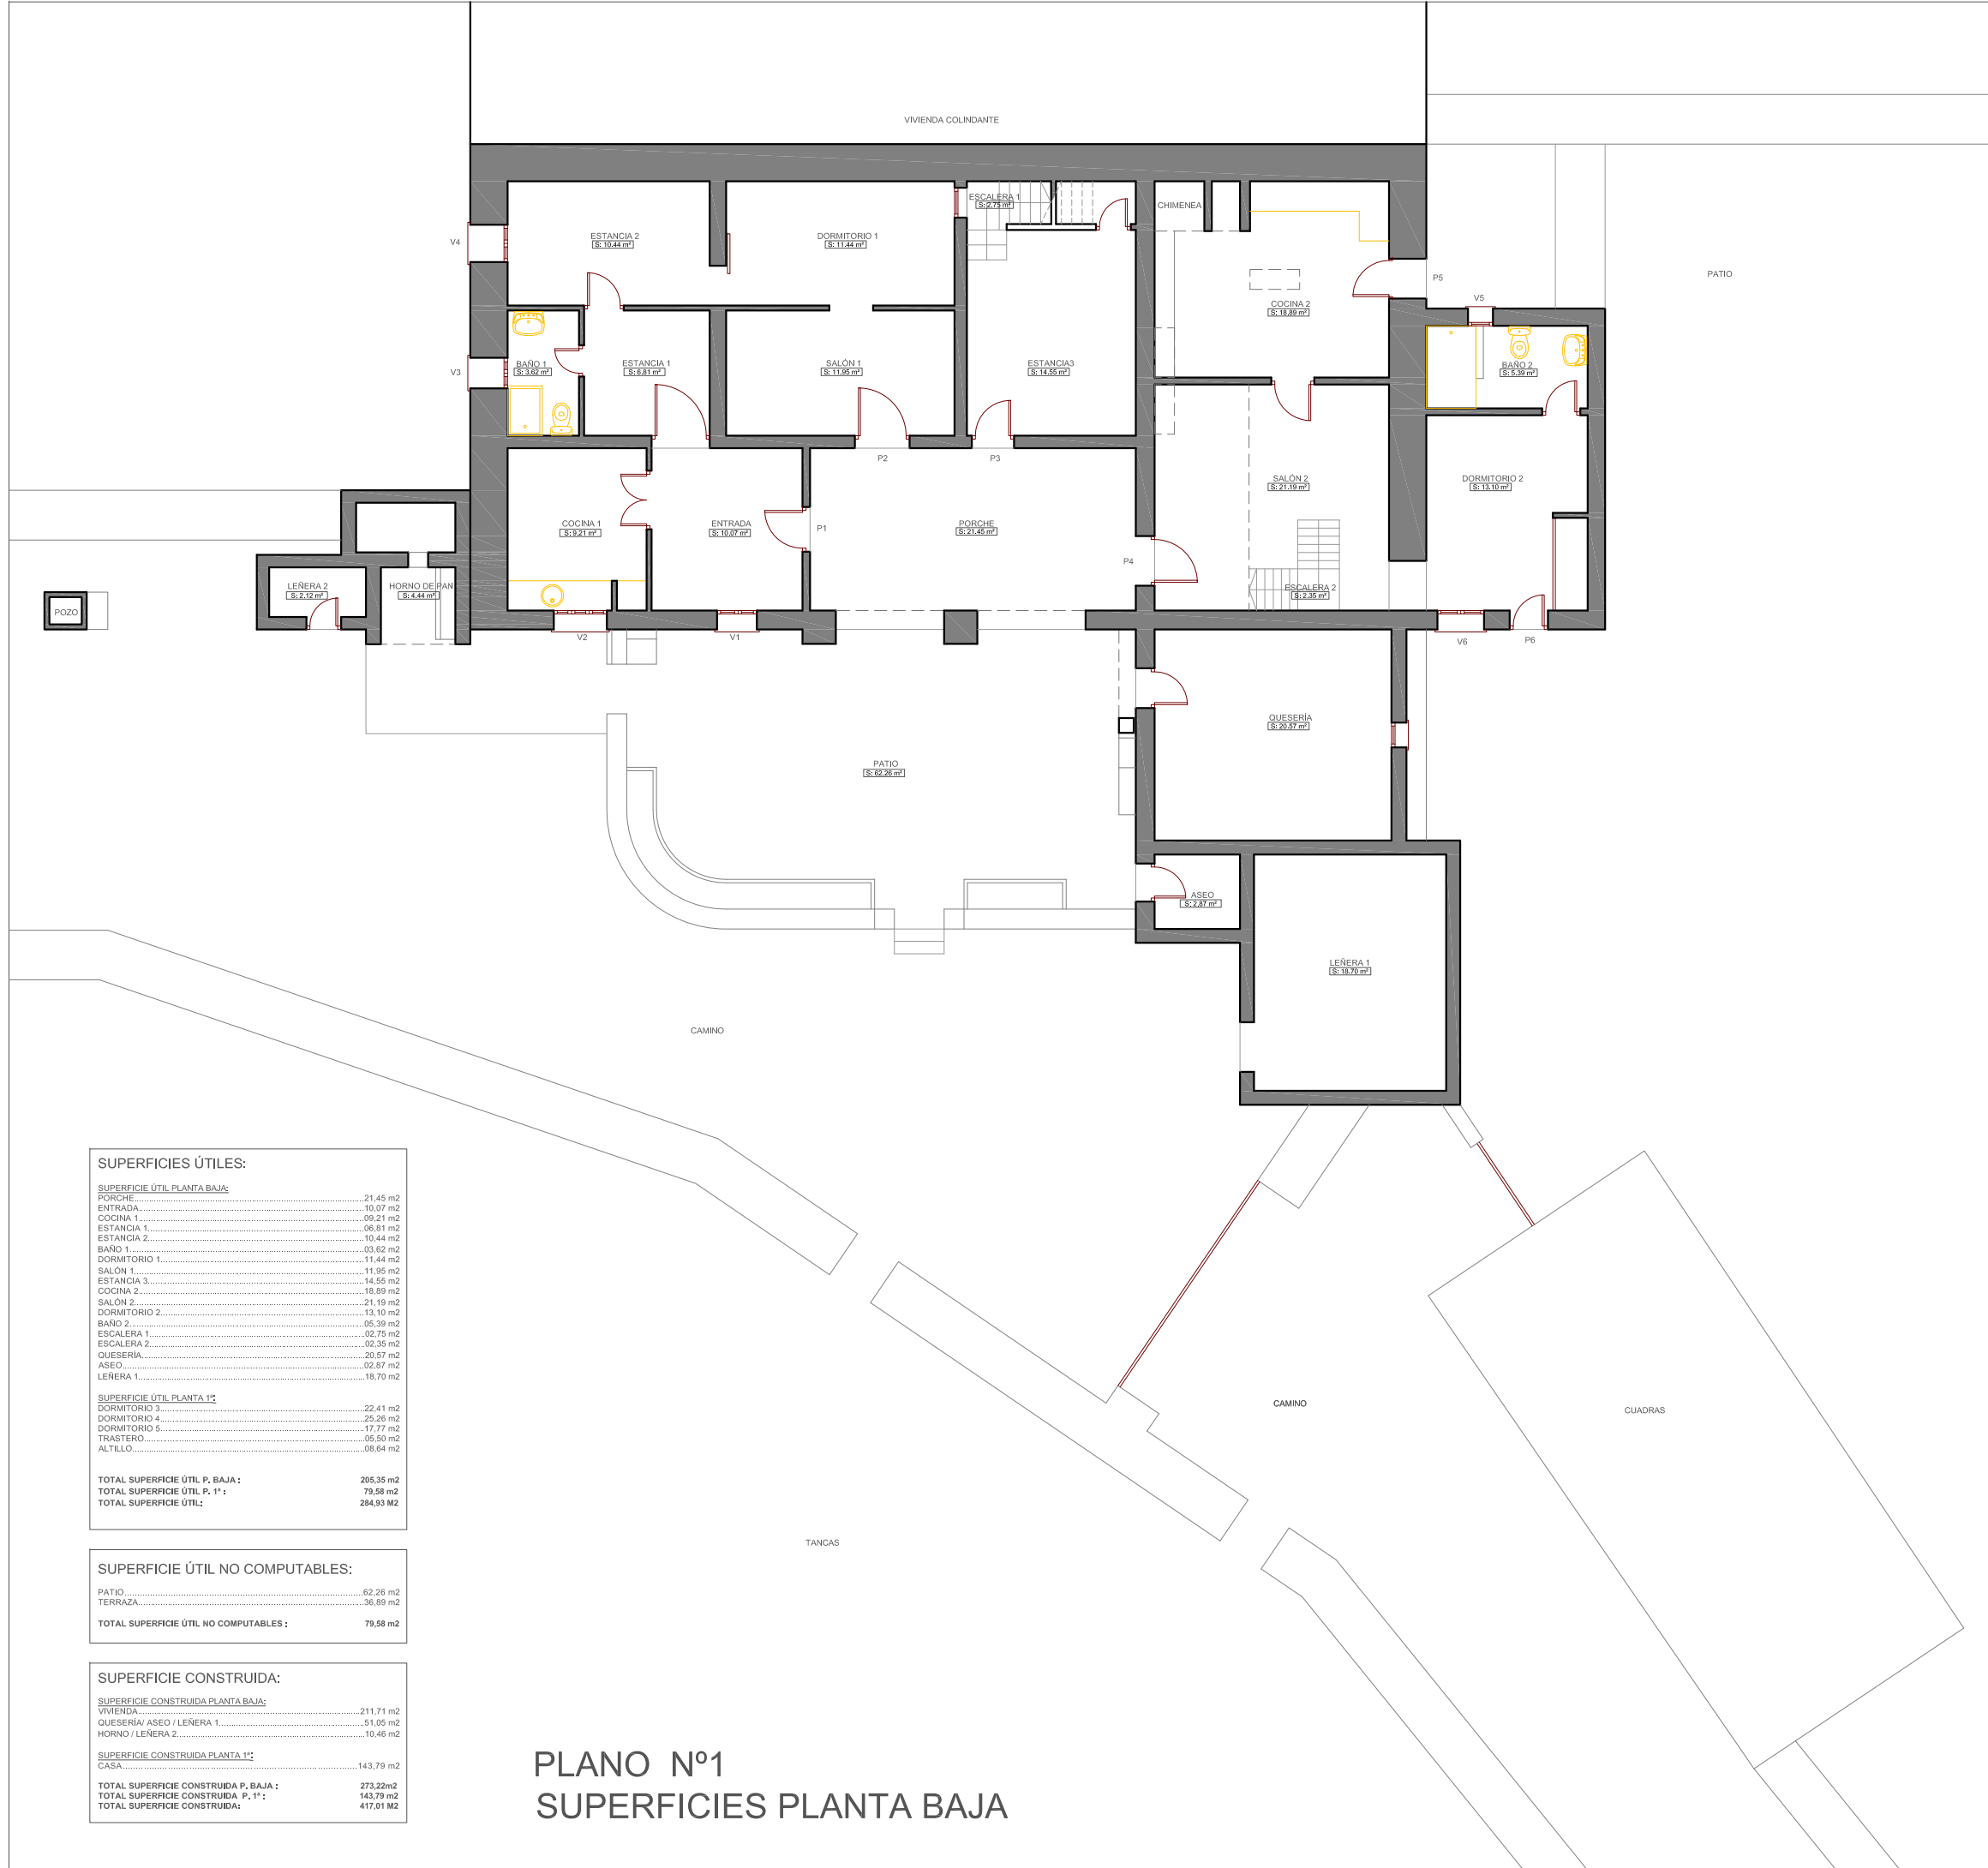 VIVIENDA COLINDANTE
ESCALERA 1
S: 2.75 m²
CHIMENEA
ESTANCIA 2
S: 10.44 m²
DORMITORIO 1
S: 11.44 m²
V4
PATIO
P5
V5
COCINA 2
S: 18.89 m²
BAÑO 1
S: 3.62 m²
ESTANCIA 1
S: 6.81 m²
SALÓN 1
S: 11.95 m²
ESTANCIA3
S: 14.55 m²
BAÑO 2
S: 5.39 m²
V3
P2
P3
SALÓN 2
S: 21.19 m²
DORMITORIO 2
S: 13.10 m²
COCINA 1
S: 9.21 m²
ENTRADA
S: 10.07 m²
P1
PORCHE
S: 21.45 m²
P4
LEÑERA 2
S: 2.12 m²
HORNO DE PAN
S: 4.44 m²
ESCALERA 2
S: 2.35 m²
POZO
V2
V1
V6
P6
QUESERÍA
S: 20.57 m²
PATIO
S: 62.26 m²
ASEO
S: 2.87 m²
LEÑERA 1
S: 18.70 m²
CAMINO
SUPERFICIES ÚTILES:
SUPERFICIE ÚTIL PLANTA BAJA:
PORCHE 21,45 m2
ENTRADA 10,07 m2
COCINA 1 09,21 m2
ESTANCIA 1 06,81 m2
ESTANCIA 2 10,44 m2
BAÑO 1 03,62 m2
DORMITORIO 1 11,44 m2
SALÓN 1 11,95 m2
ESTANCIA 3 14,55 m2
COCINA 2 18,89 m2
SALÓN 2 21,19 m2
DORMITORIO 2 13,10 m2
BAÑO 2 05,39 m2
ESCALERA 1 02,75 m2
ESCALERA 2 02,35 m2
QUESERÍA 20,57 m2
ASEO 02,87 m2
LEÑERA 1 18,70 m2
SUPERFICIE ÚTIL PLANTA 1ª:
DORMITORIO 3 22,41 m2
DORMITORIO 4 25,26 m2
DORMITORIO 5 17,77 m2
TRASTERO 05,50 m2
ALTILLO 08,64 m2
TOTAL SUPERFICIE ÚTIL P. BAJA : 205,35 m2
TOTAL SUPERFICIE ÚTIL P. 1ª : 79,58 m2
TOTAL SUPERFICIE ÚTIL: 284,93 M2
CAMINO
CUADRAS
TANCAS
SUPERFICIE ÚTIL NO COMPUTABLES:
PATIO 62,26 m2
TERRAZA 36,89 m2
TOTAL SUPERFICIE ÚTIL NO COMPUTABLES : 79,58 m2
SUPERFICIE CONSTRUIDA:
SUPERFICIE CONSTRUIDA PLANTA BAJA:
VIVIENDA 211,71 m2
QUESERÍA/ ASEO / LEÑERA 1 51,05 m2
HORNO / LEÑERA 2 10,46 m2
SUPERFICIE CONSTRUIDA PLANTA 1ª:
CASA 143,79 m2
TOTAL SUPERFICIE CONSTRUIDA P. BAJA : 273,22m2
TOTAL SUPERFICIE CONSTRUIDA P. 1ª : 143,79 m2
TOTAL SUPERFICIE CONSTRUIDA: 417,01 M2
PLANO Nº1
SUPERFICIES PLANTA BAJA